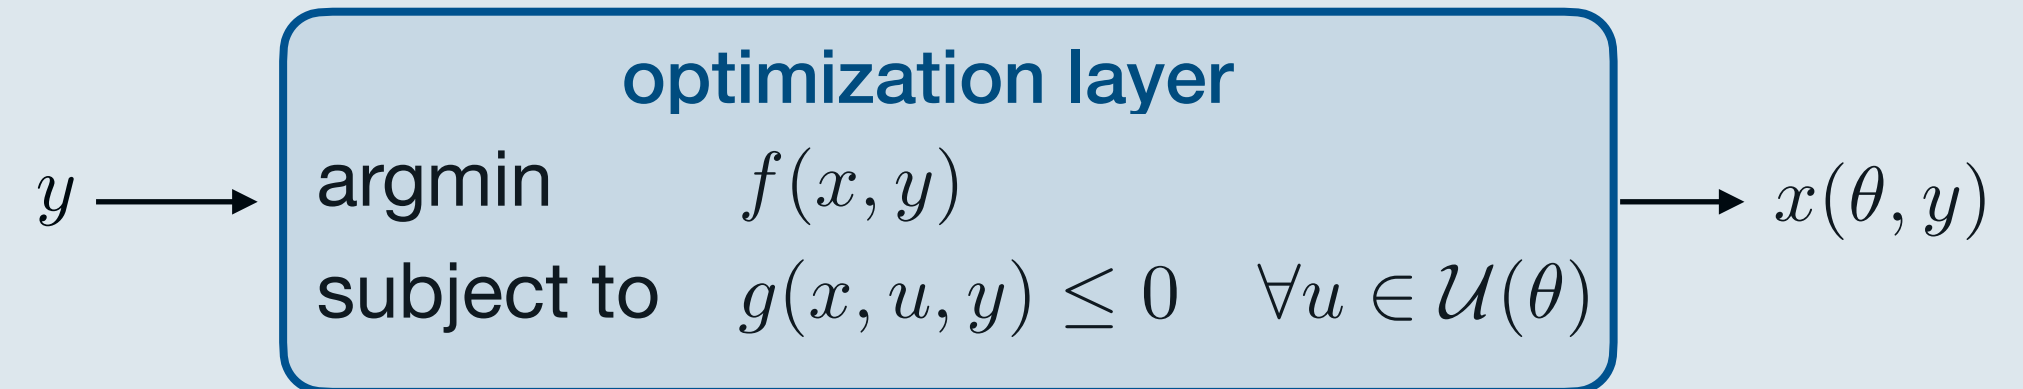 optimization layer
y argmin f(x, y) x(θ, y)
subject to g(x, u, y) ≤ 0 ∀u ∈ 𝒰(θ)